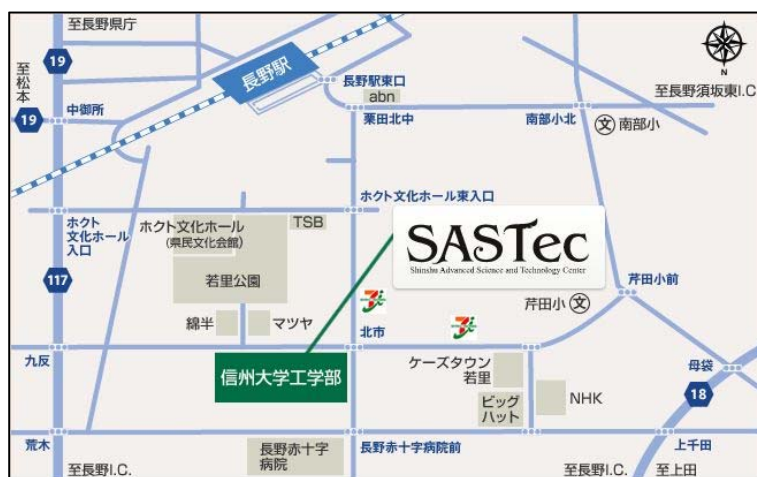 至長野県庁
19
至松本
19
中御所
長野駅
長野駅東口
abn
栗田北中
南部小北
文 南部小
至長野須坂東I.C.
N
ホクト
文化ホール
入口
ホクト文化ホール
(県民文化会館)
TSB
ホクト文化ホール東入口
SASTec
Shinshu Advanced Science and Technology Center
117
若里公園
芹田小 文
芹田小前
綿半
マツヤ
北市
九反
信州大学工学部
ケーズタウン
若里
母袋
18
ビッグ
ハット
NHK
荒木
長野赤十字
病院
長野赤十字病院前
上千田
至長野I.C.
至長野I.C.
至上田